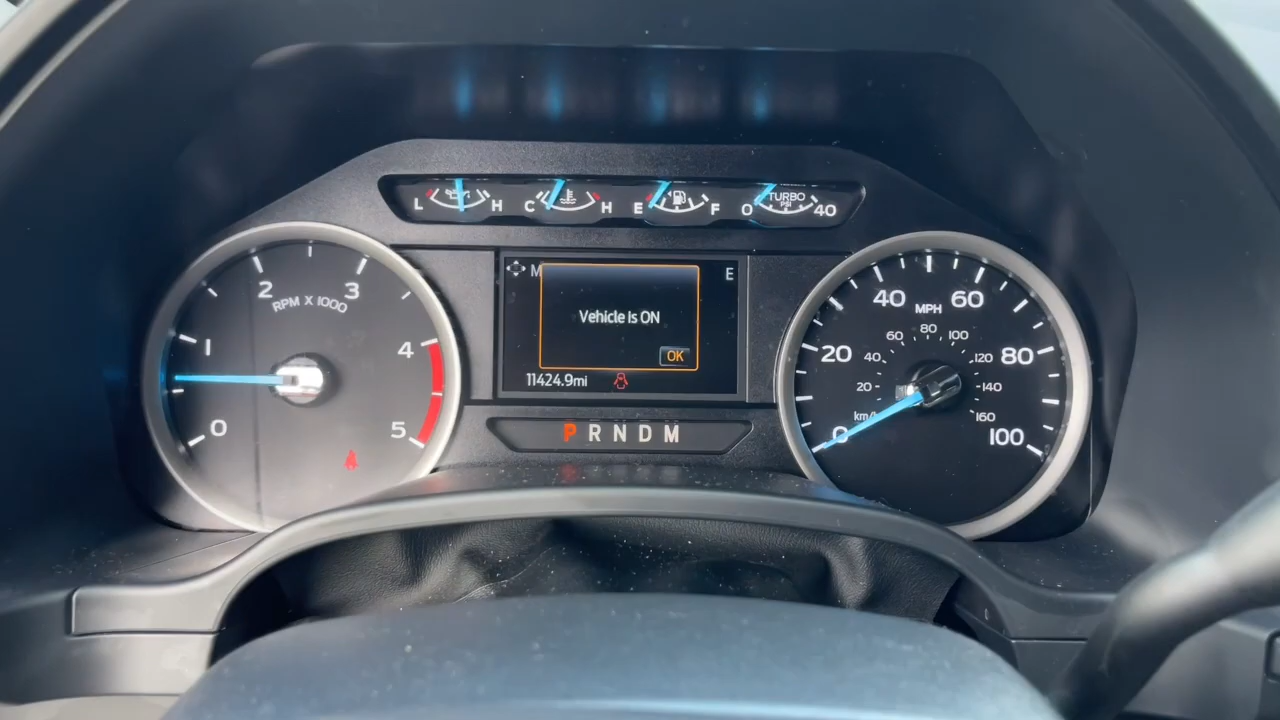 L H C H E F 0 TURBO PSI 40
0 1 2 3 4 5
RPM X 1000
M E
Vehicle is ON
OK
11424.9mi
P R N D M
0 20 40 60 80 100
MPH
20 40 60 80 100 120 140 160
km/h